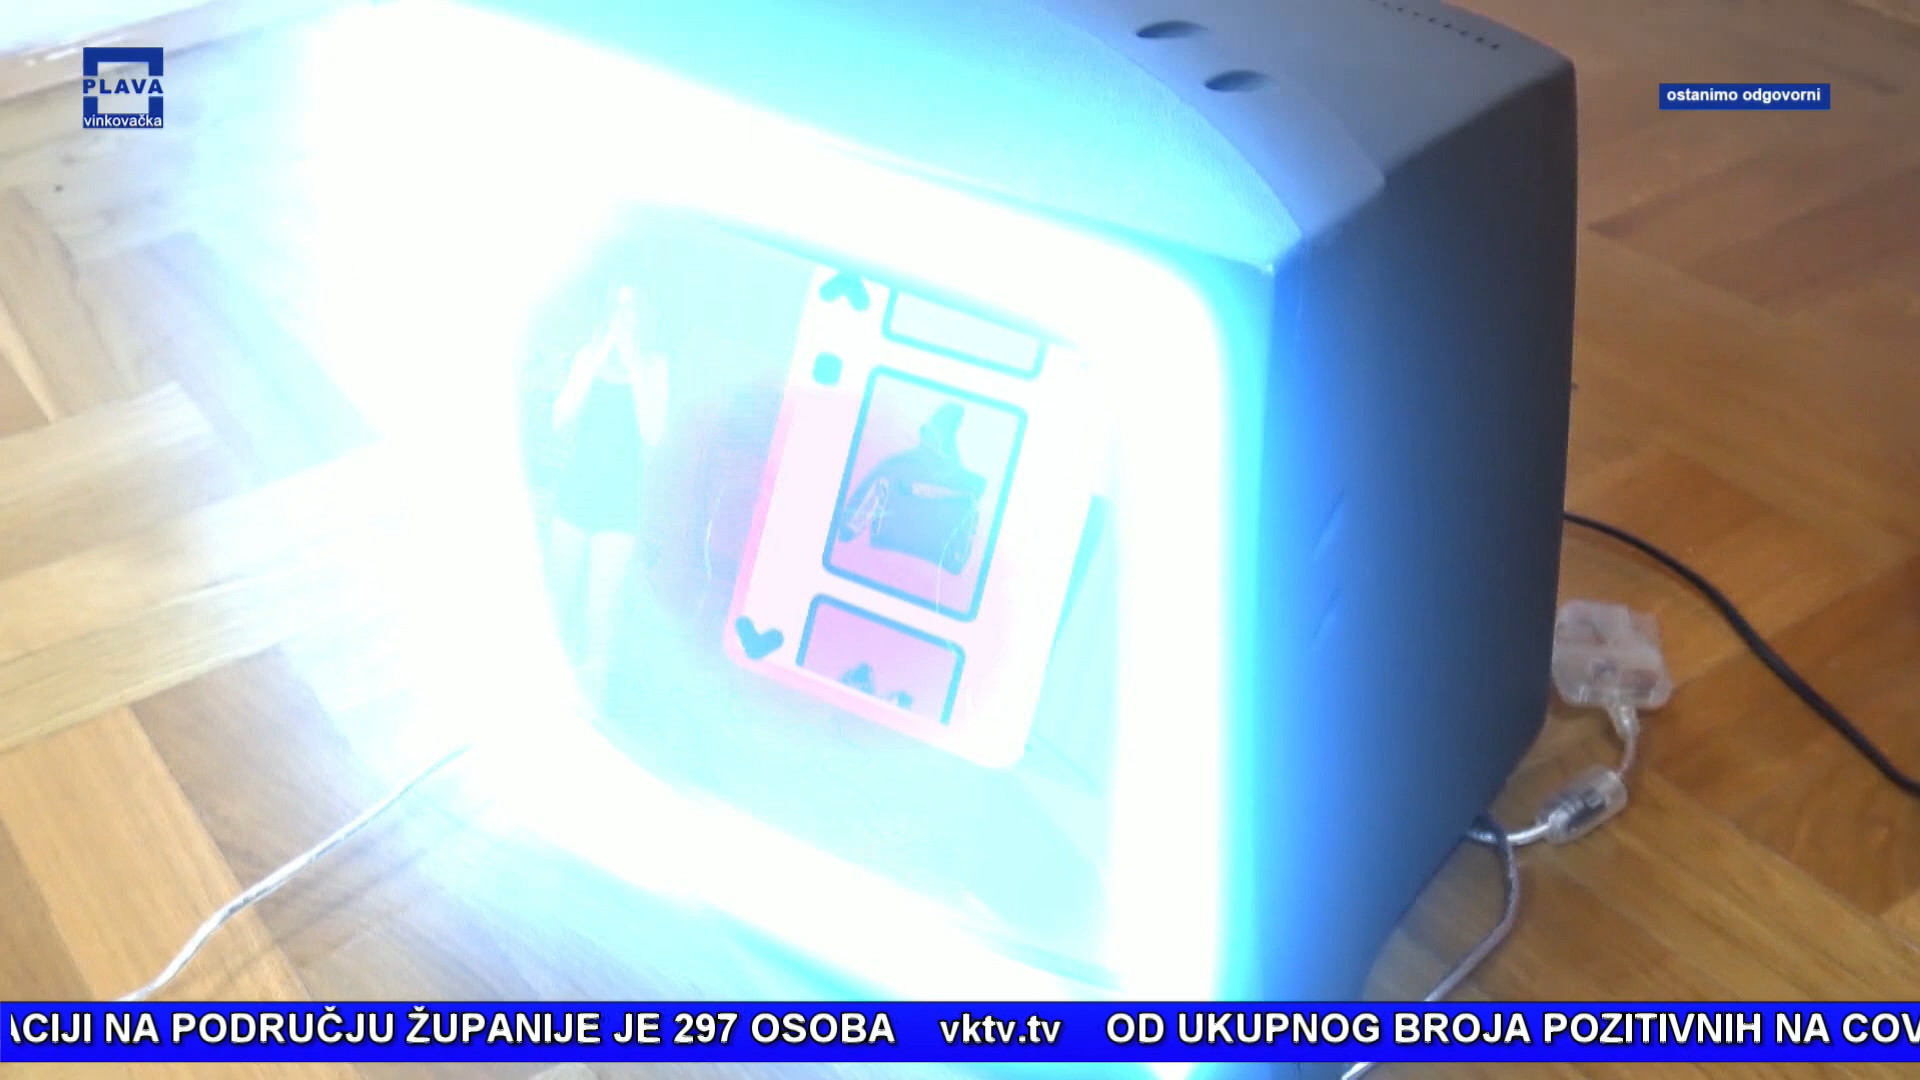 PLAVA
vinkovačka
ostanimo odgovorni
ACIJI NA PODRUČJU ŽUPANIJE JE 297 OSOBA vktv.tv OD UKUPNOG BROJA POZITIVNIH NA COV